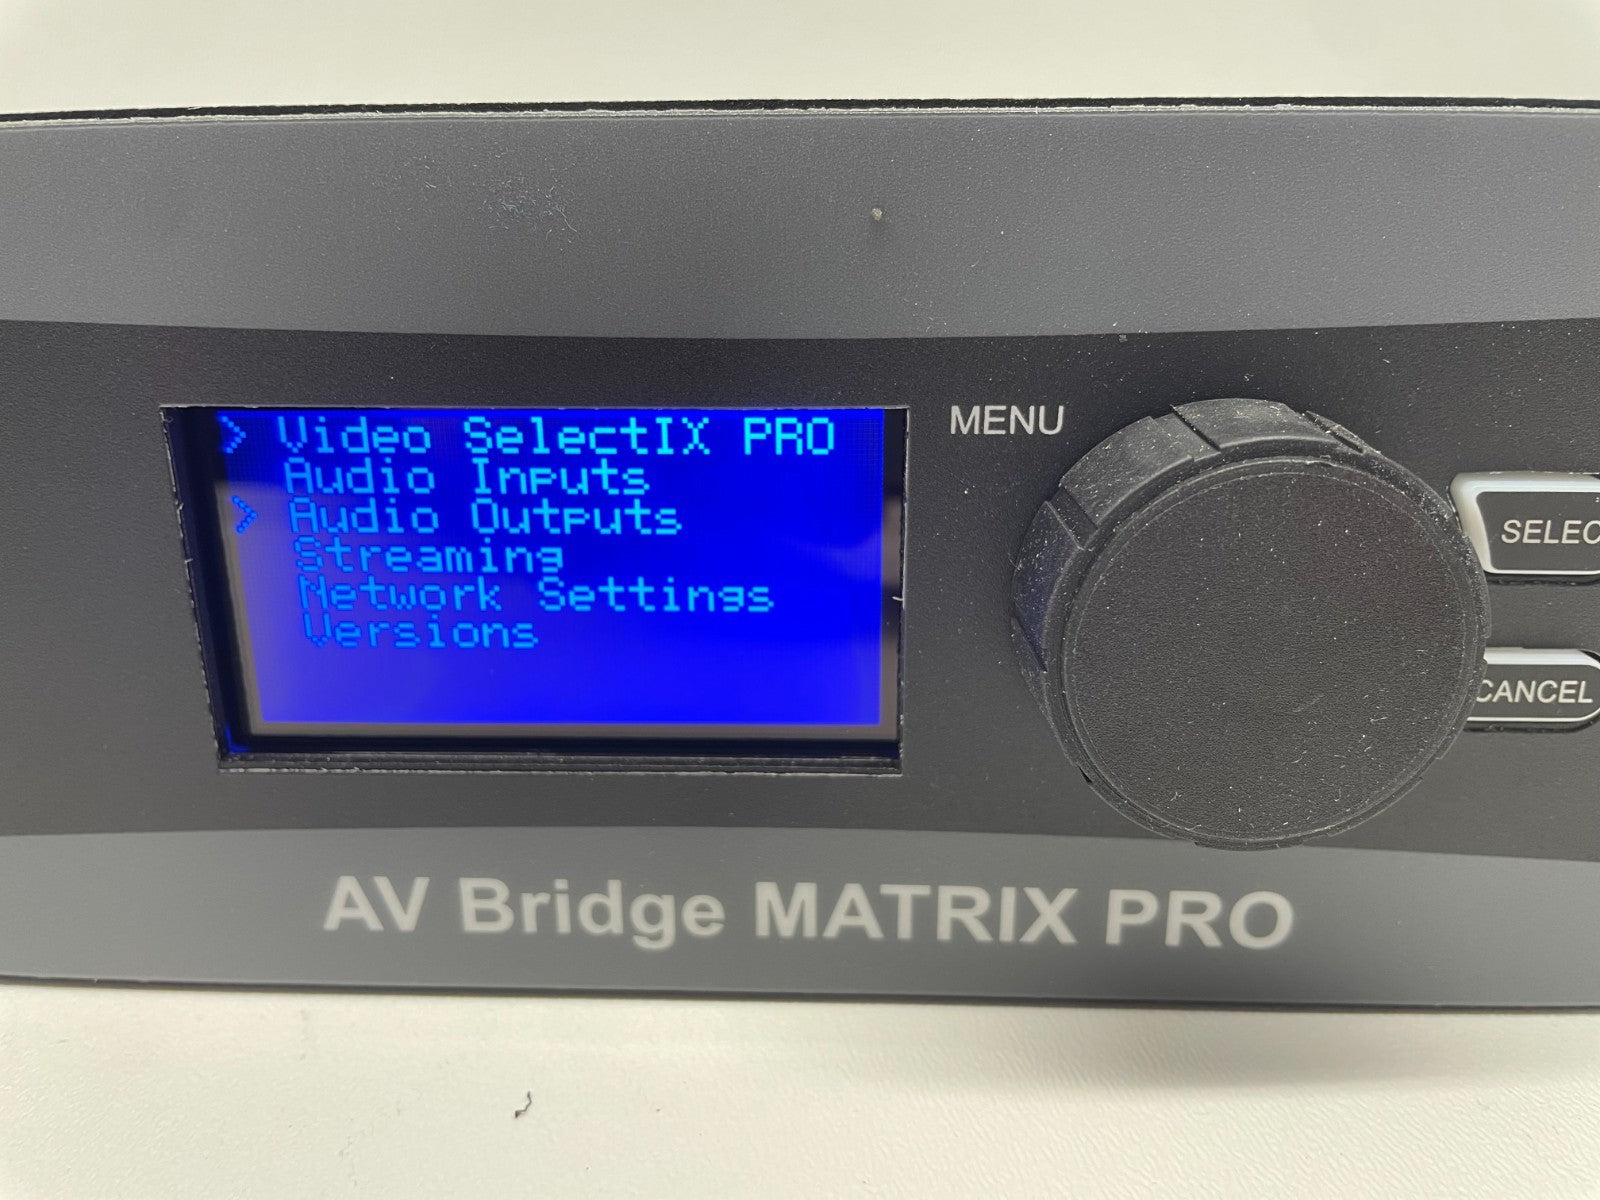 > Video SelectIX PRO
Audio Inputs
> Audio Outputs
Streaming
Network Settings
Versions
MENU
SELEC
CANCEL
AV Bridge MATRIX PRO